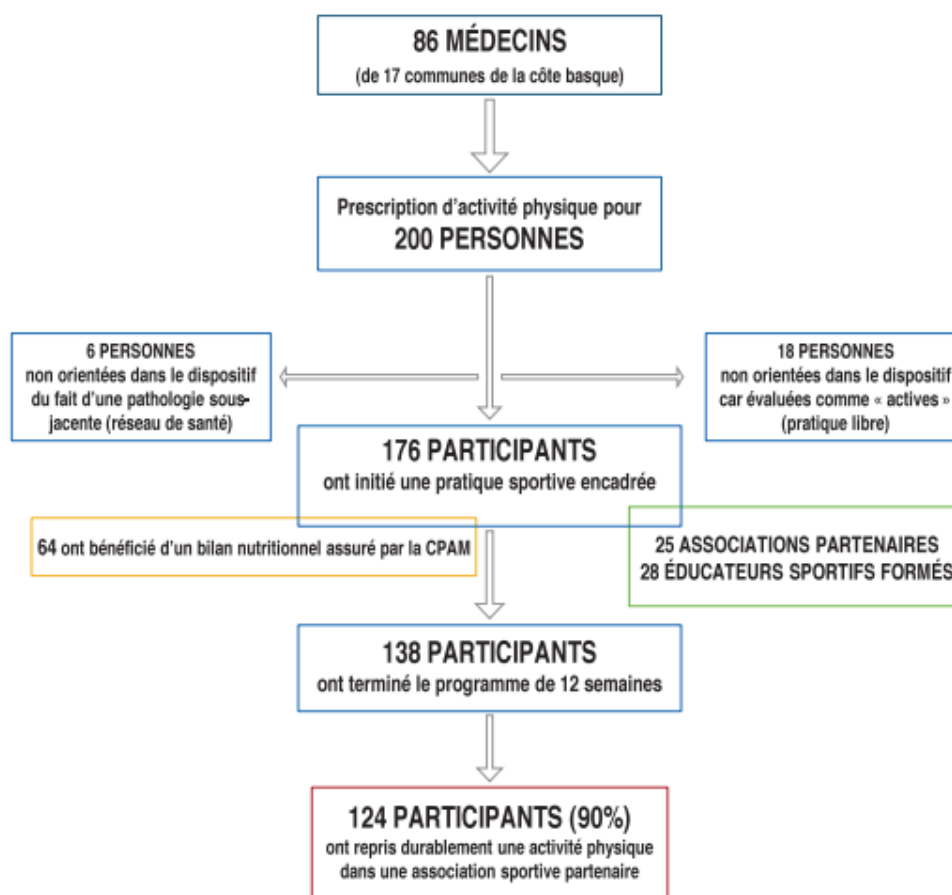 86 MÉDECINS
(de 17 communes de la côte basque)
Prescription d'activité physique pour
200 PERSONNES
6 PERSONNES
non orientées dans le dispositif
du fait d'une pathologie sous-
jacente (réseau de santé)
18 PERSONNES
non orientées dans le dispositif
car évaluées comme « actives »
(pratique libre)
176 PARTICIPANTS
ont initié une pratique sportive encadrée
64 ont bénéficié d'un bilan nutritionnel assuré par la CPAM
25 ASSOCIATIONS PARTENAIRES
28 ÉDUCATEURS SPORTIFS FORMÉS
138 PARTICIPANTS
ont terminé le programme de 12 semaines
124 PARTICIPANTS (90%)
ont repris durablement une activité physique
dans une association sportive partenaire